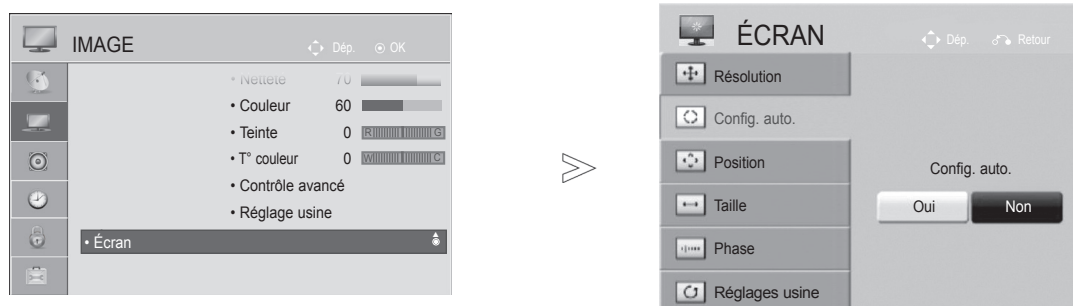 IMAGE
Dép. OK
• Netteté 70
• Couleur 60
• Teinte 0 R G
• T° couleur 0 W C
• Contrôle avancé
• Réglage usine
• Écran
ÉCRAN
Dép. Retour
Résolution
Config. auto.
Position
Taille
Phase
Réglages usine
Config. auto.
Oui Non